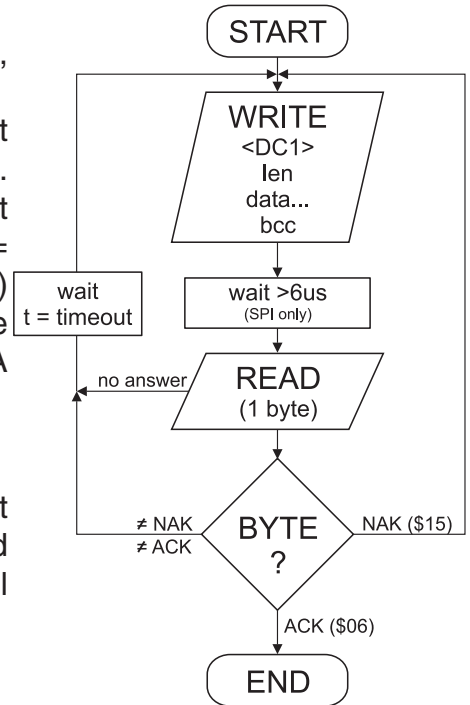 START
,
WRITE
<DC1>
len
data...
bcc
t
.
t
=
)
e
A
wait
t = timeout
wait >6us
(SPI only)
no answer
READ
(1 byte)
t
d
l
≠ NAK
≠ ACK
BYTE
?
NAK ($15)
ACK ($06)
END